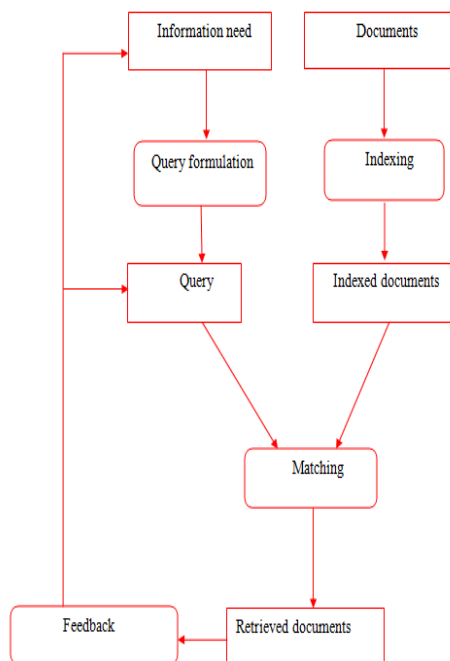 Information need
Documents
Query formulation
Indexing
Query
Indexed documents
Matching
Feedback
Retrieved documents